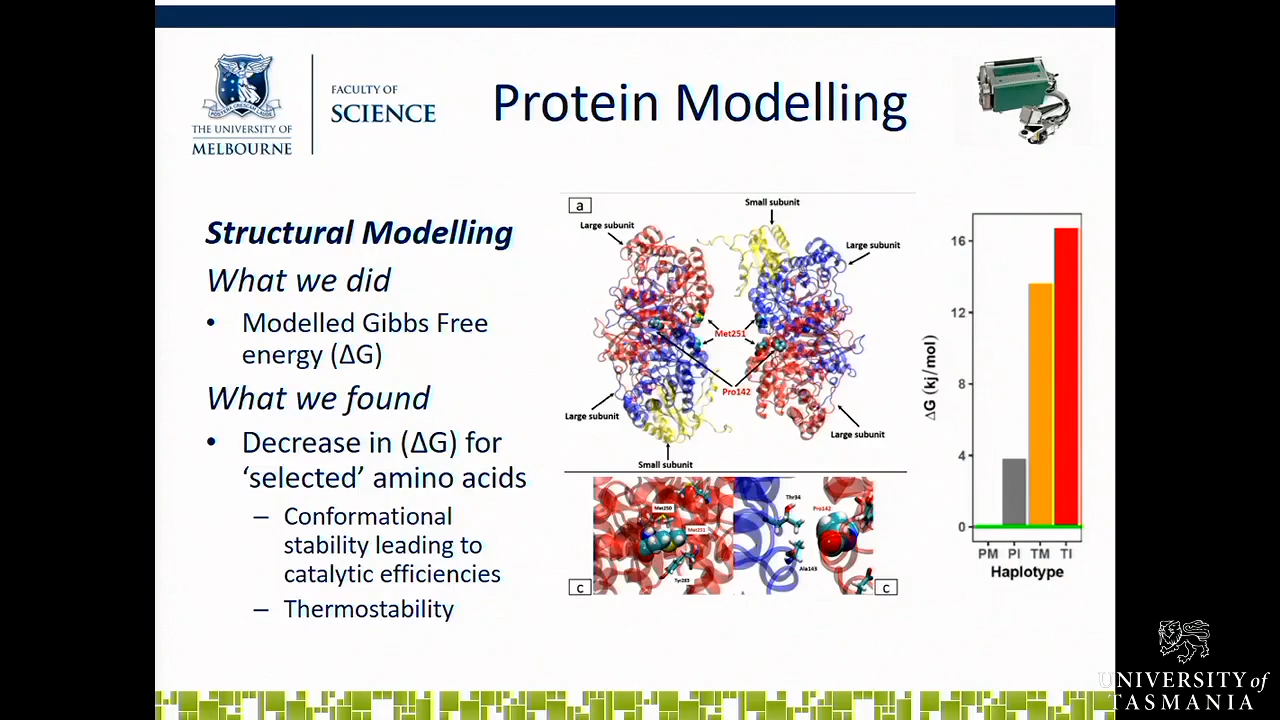 THE UNIVERSITY OF
MELBOURNE
FACULTY OF
SCIENCE
Protein Modelling
Structural Modelling
What we did
• Modelled Gibbs Free
energy (ΔG)
What we found
• Decrease in (ΔG) for
‘selected’ amino acids
– Conformational
stability leading to
catalytic efficiencies
– Thermostability
a
Small subunit
Large subunit
Large subunit
Met251
Pro142
Large subunit
Large subunit
Small subunit
Met250
Met251
Thr34
Pro142
Ala143
c
c
ΔG (kj/mol)
16
12
8
4
0
PM PI TM TI
Haplotype
UNIVERSITY of
TASMANIA